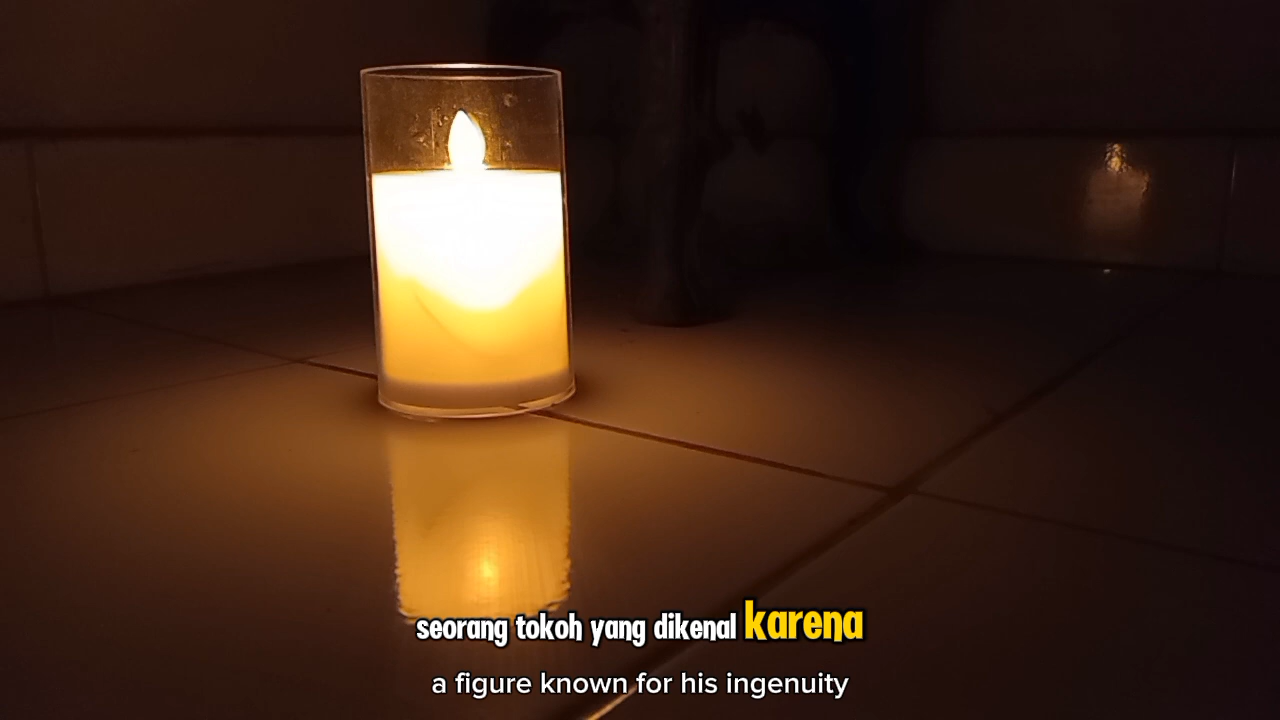 seorang tokoh yang dikenal karena
a figure known for his ingenuity